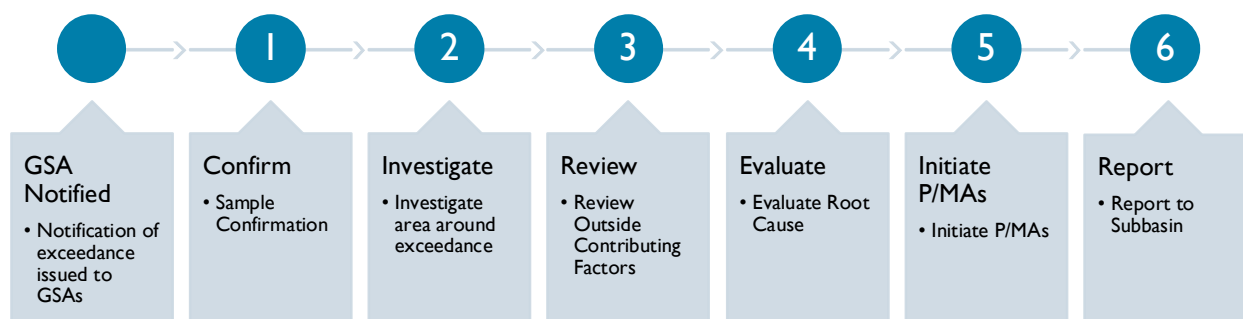 1
2
3
4
5
6
GSA
Notified
• Notification of
exceedance
issued to
GSAs
Confirm
• Sample
Confirmation
Investigate
• Investigate
area around
exceedance
Review
• Review
Outside
Contributing
Factors
Evaluate
• Evaluate Root
Cause
Initiate
P/MAs
• Initiate P/MAs
Report
• Report to
Subbasin